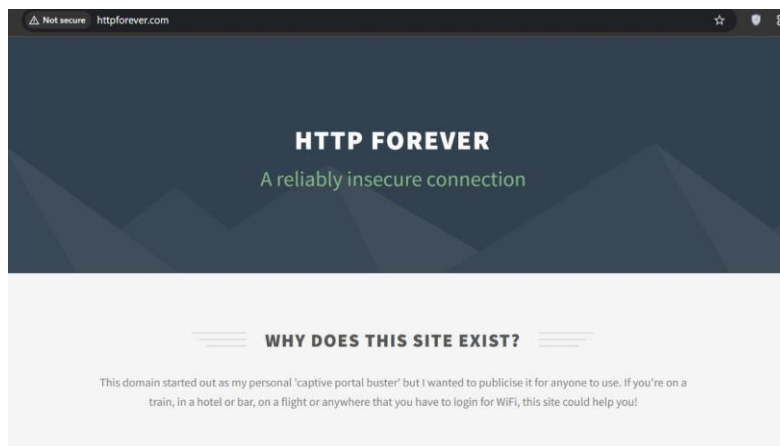 Not secure httpforever.com
HTTP FOREVER
A reliably insecure connection
WHY DOES THIS SITE EXIST?
This domain started out as my personal 'captive portal buster' but I wanted to publicise it for anyone to use. If you're on a
train, in a hotel or bar, on a flight or anywhere that you have to login for WiFi, this site could help you!